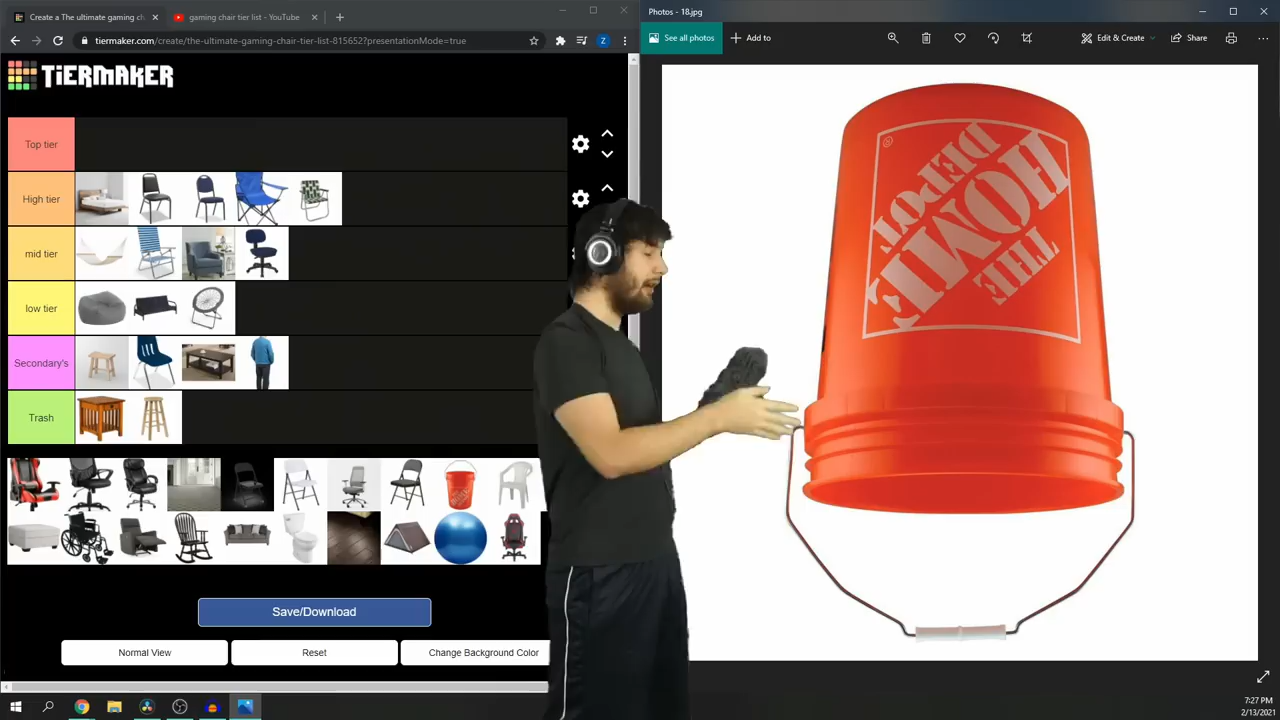 Create a The ultimate gaming ch
gaming chair tier list - YouTube
tiermaker.com/create/the-ultimate-gaming-chair-tier-list-815652?presentationMode=true
Z
TIERMAKER
Top tier
High tier
mid tier
low tier
Secondary's
Trash
Save/Download
Normal View
Reset
Change Background Color
Photos - 18.jpg
See all photos
Add to
Edit & Create
Share
THE
HOME
DEPOT
®
7:27 PM
2/13/2021